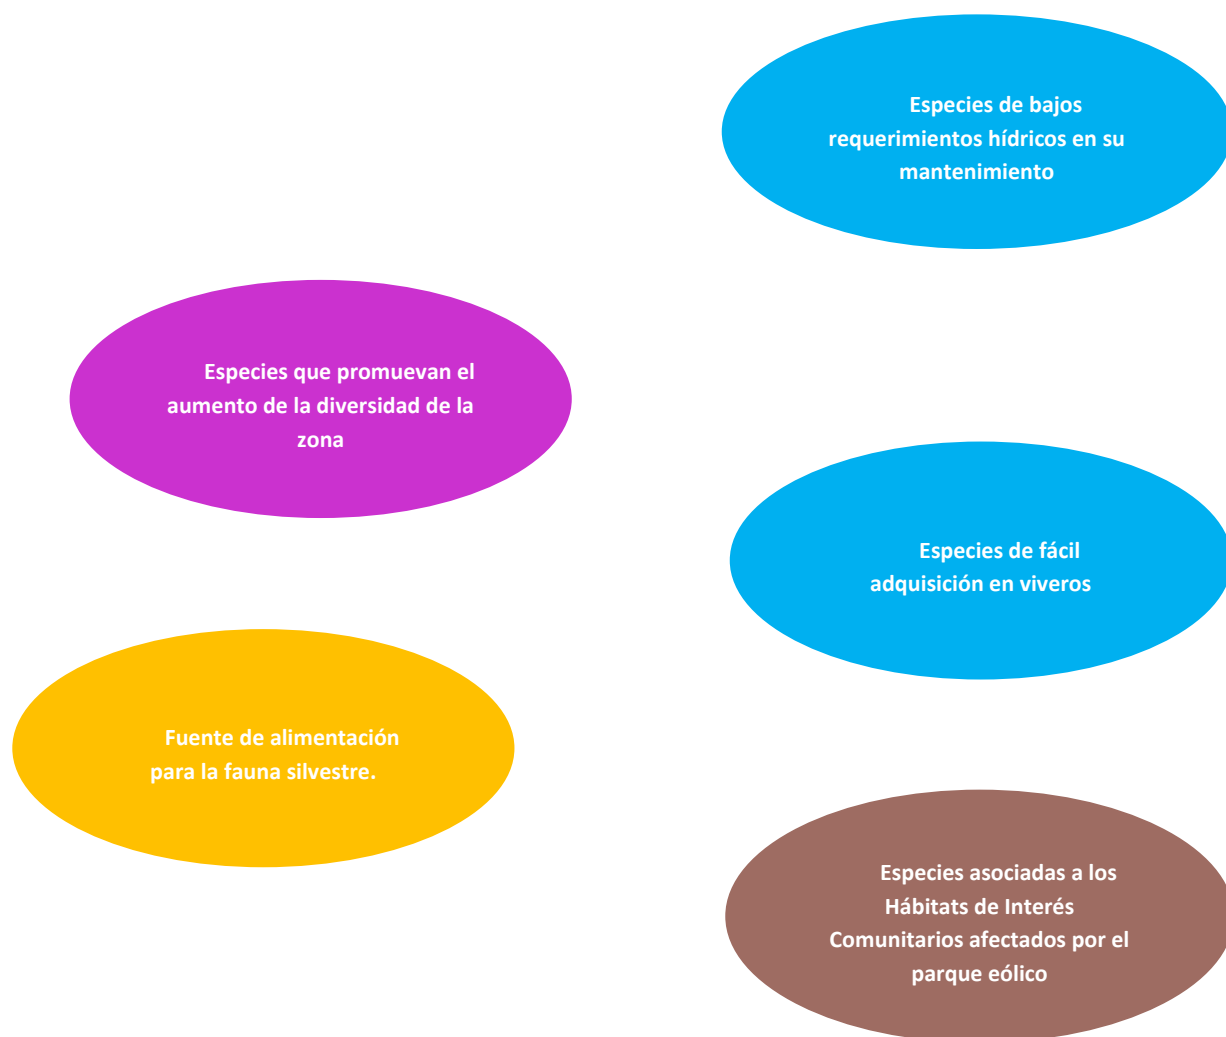 Especies de bajos
requerimientos hídricos en su
mantenimiento
Especies que promuevan el
aumento de la diversidad de la
zona
Especies de fácil
adquisición en viveros
Fuente de alimentación
para la fauna silvestre.
Especies asociadas a los
Hábitats de Interés
Comunitarios afectados por el
parque eólico